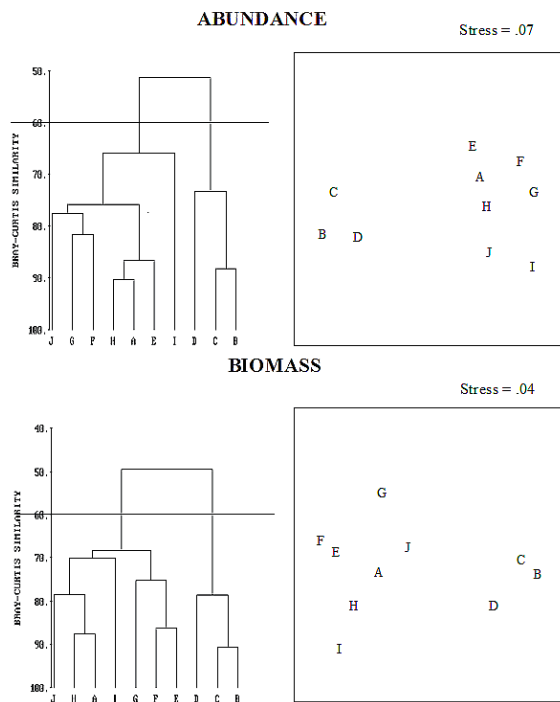 ABUNDANCE
Stress = .07
BRAY-CURTIS SIMILARITY
50.
60.
70.
80.
90.
100.
J G F H A E I D C B
E
F
A
C
G
H
B
D
J
I
BIOMASS
Stress = .04
BRAY-CURTIS SIMILARITY
40.
50.
60.
70.
80.
90.
100.
J H A I G F E D C B
G
F
J
E
C
A
B
H
D
I